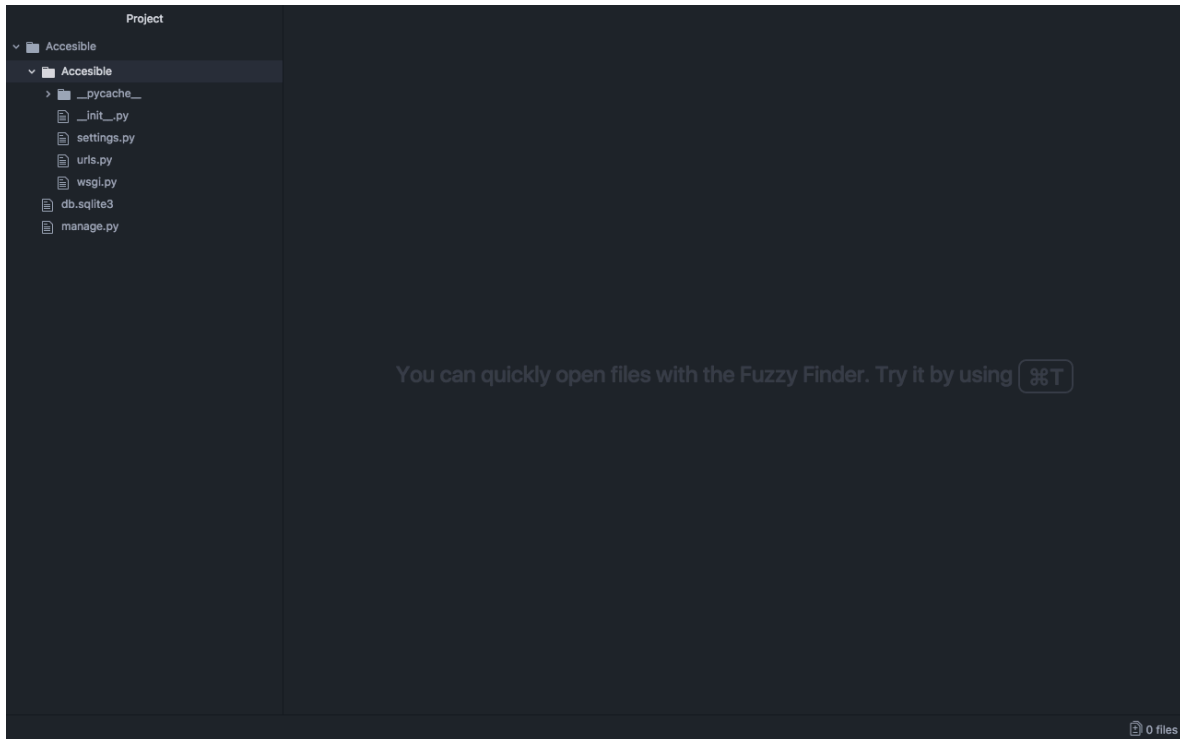 Project
Accesible
Accesible
__pycache__
__init__.py
settings.py
urls.py
wsgi.py
db.sqlite3
manage.py
You can quickly open files with the Fuzzy Finder. Try it by using ⌘T
0 files